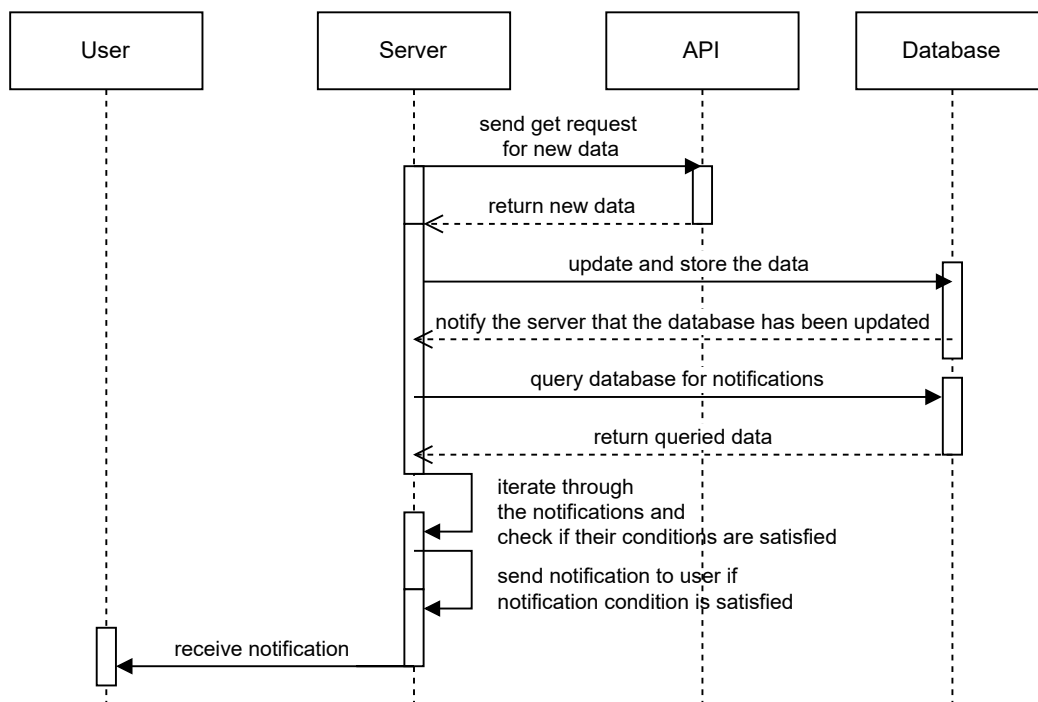 User
Server
API
Database
send get request
for new data
return new data
update and store the data
notify the server that the database has been updated
query database for notifications
return queried data
iterate through
the notifications and
check if their conditions are satisfied
send notification to user if
notification condition is satisfied
receive notification